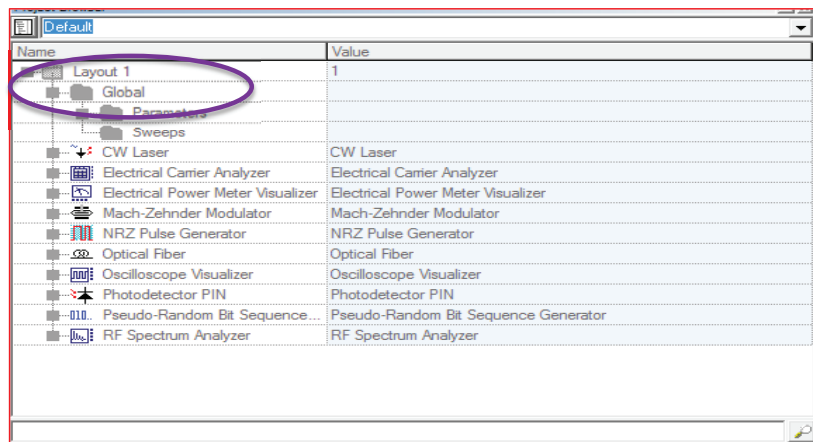 Default
Name Value
Layout 1 1
Global
Parameters
Sweeps
CW Laser CW Laser
Electrical Carrier Analyzer Electrical Carrier Analyzer
Electrical Power Meter Visualizer Electrical Power Meter Visualizer
Mach-Zehnder Modulator Mach-Zehnder Modulator
NRZ Pulse Generator NRZ Pulse Generator
Optical Fiber Optical Fiber
Oscilloscope Visualizer Oscilloscope Visualizer
Photodetector PIN Photodetector PIN
010.. Pseudo-Random Bit Sequence... Pseudo-Random Bit Sequence Generator
RF Spectrum Analyzer RF Spectrum Analyzer